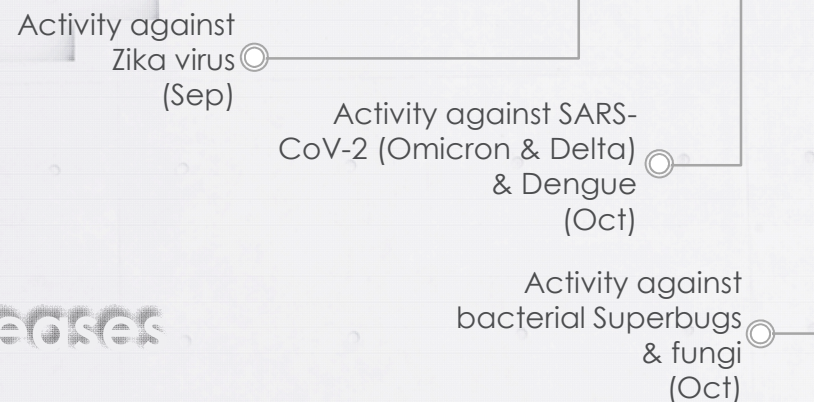 Activity against
Zika virus
(Sep)
Activity against SARS-
CoV-2 (Omicron & Delta)
& Dengue
(Oct)
eases
Activity against
bacterial Superbugs
& fungi
(Oct)